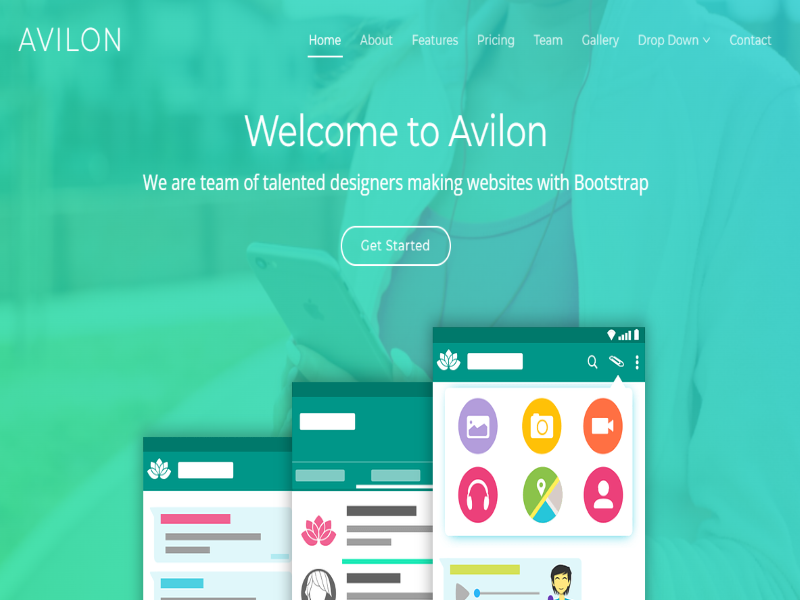 AVILON
Home About Features Pricing Team Gallery Drop Down Contact
Welcome to Avilon
We are team of talented designers making websites with Bootstrap
Get Started